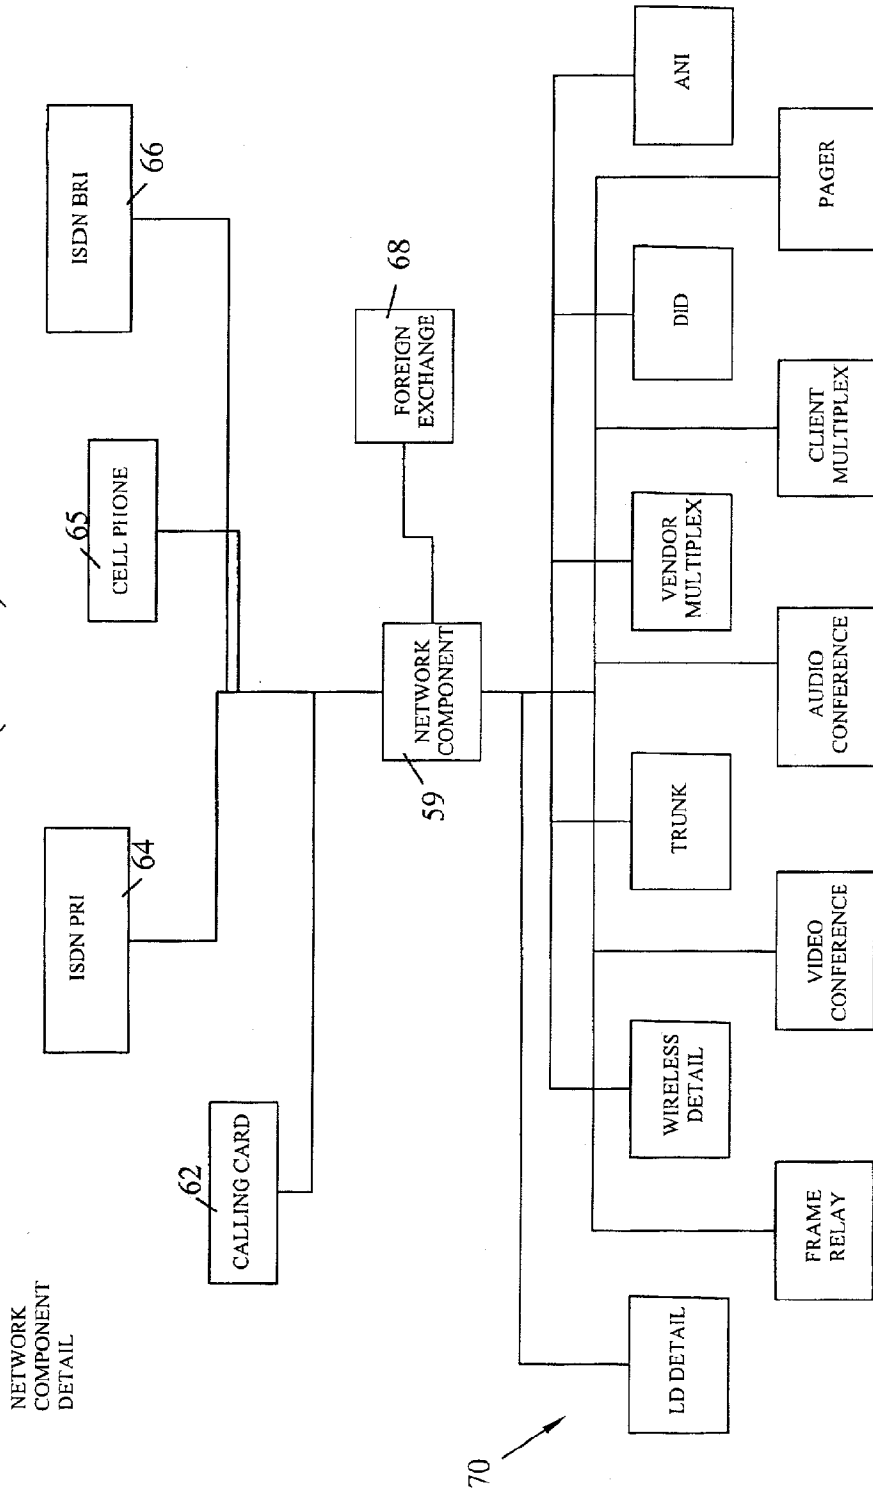 NETWORK
COMPONENT
DETAIL
ISDN PRI
64
ISDN BRI
66
65
CELL PHONE
62
CALLING CARD
68
FOREIGN
EXCHANGE
59
NETWORK
COMPONENT
70
LD DETAIL
WIRELESS
DETAIL
TRUNK
VENDOR
MULTIPLEX
DID
ANI
FRAME
RELAY
VIDEO
CONFERENCE
AUDIO
CONFERENCE
CLIENT
MULTIPLEX
PAGER